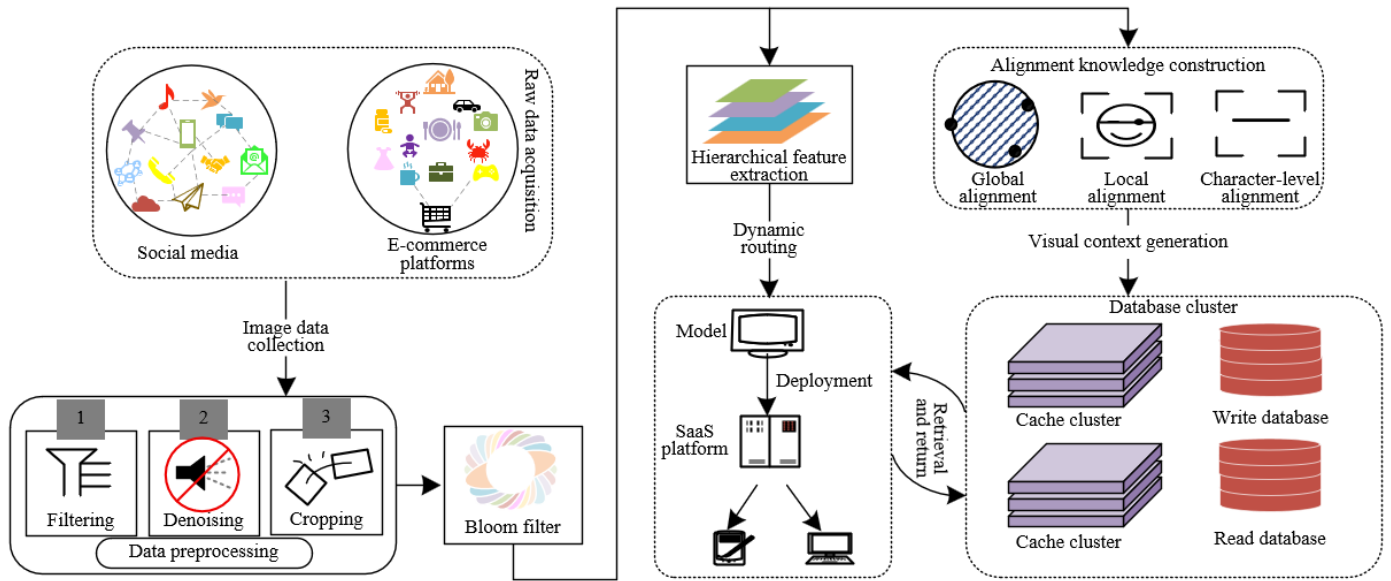 Raw data acquisition
Social media
E-commerce
platforms
Image data
collection
1
2
3
Filtering
Denoising
Cropping
Data preprocessing
Bloom filter
Hierarchical feature
extraction
Dynamic
routing
Model
Deployment
SaaS
platform
Alignment knowledge construction
Global
alignment
Local
alignment
Character-level
alignment
Visual context generation
Retrieval
and return
Database cluster
Cache cluster
Write database
Cache cluster
Read database